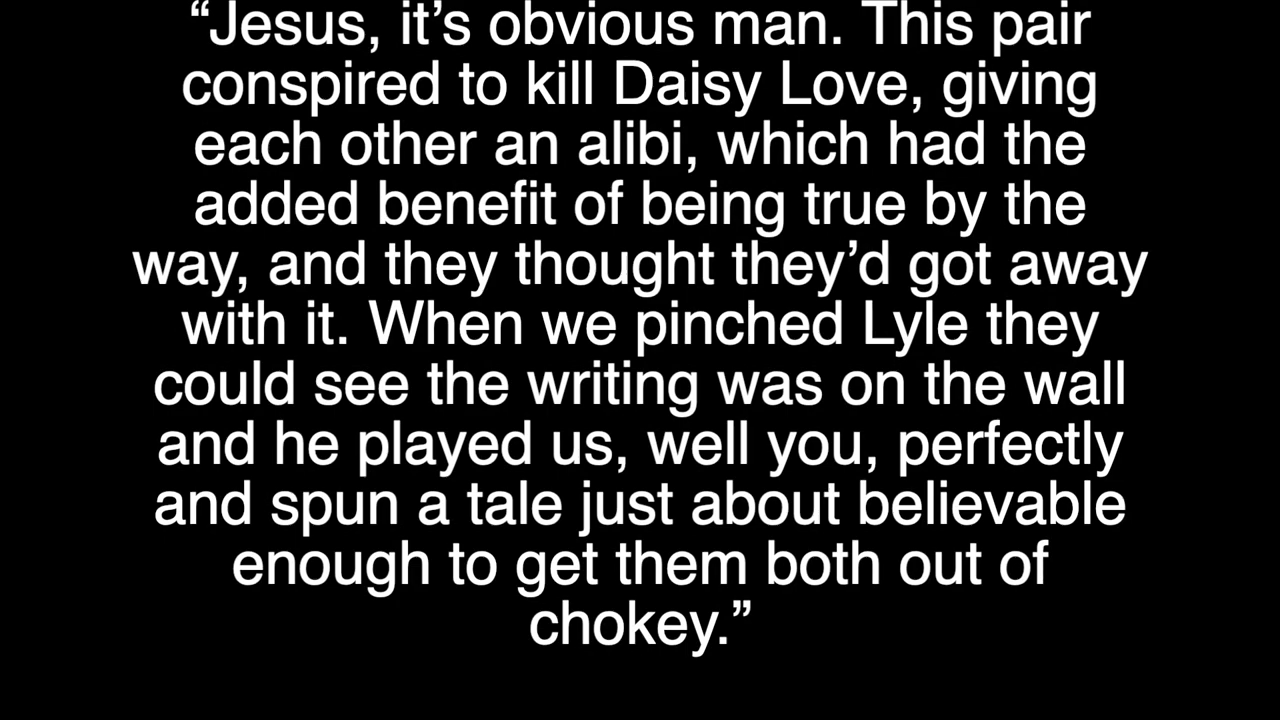 “Jesus, it’s obvious man. This pair
conspired to kill Daisy Love, giving
each other an alibi, which had the
added benefit of being true by the
way, and they thought they’d got away
with it. When we pinched Lyle they
could see the writing was on the wall
and he played us, well you, perfectly
and spun a tale just about believable
enough to get them both out of
chokey.”